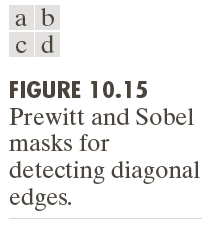 a b
c d
FIGURE 10.15
Prewitt and Sobel
masks for
detecting diagonal
edges.